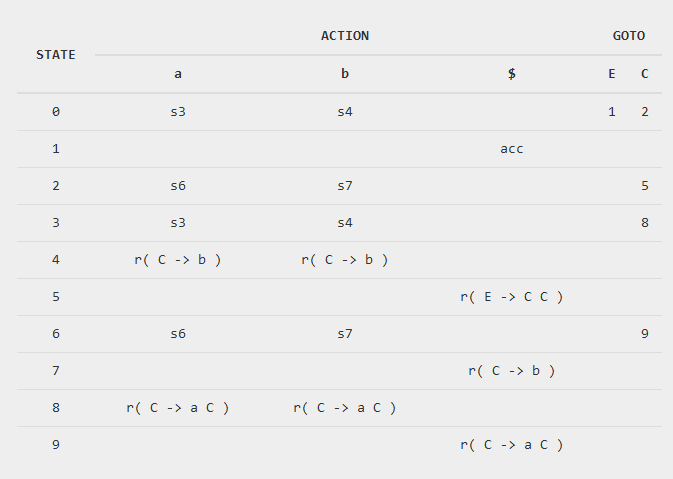 ACTION GOTO
STATE
a b $ E C
0 s3 s4 1 2
1 acc
2 s6 s7 5
3 s3 s4 8
4 r( C -> b ) r( C -> b )
5 r( E -> C C )
6 s6 s7 9
7 r( C -> b )
8 r( C -> a C ) r( C -> a C )
9 r( C -> a C )